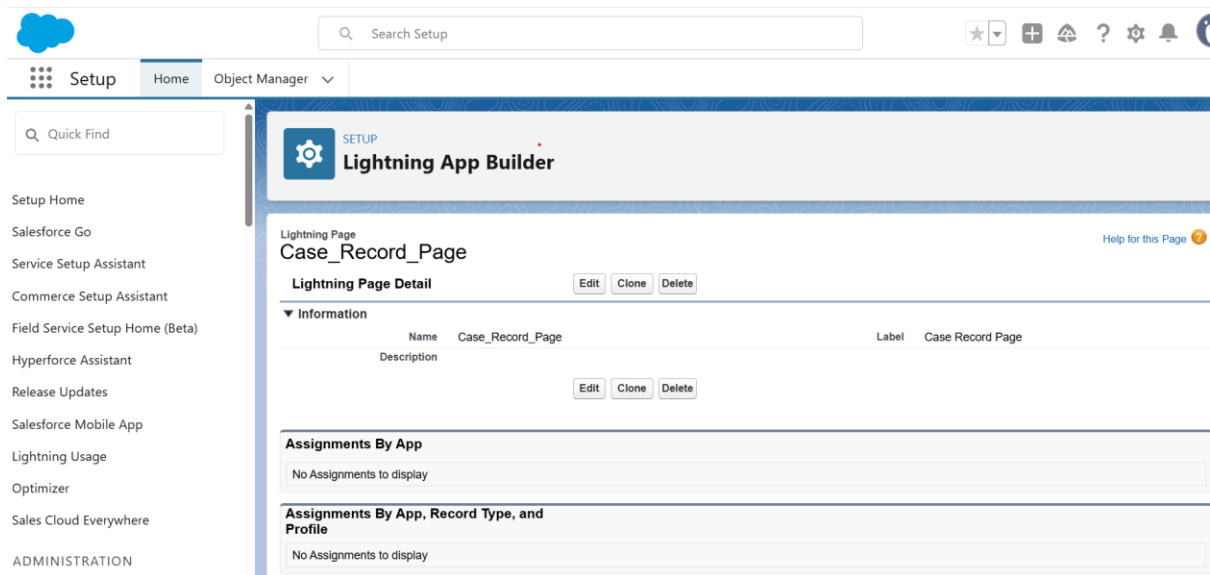 Search Setup
Setup
Home
Object Manager
Quick Find
Setup Home
Salesforce Go
Service Setup Assistant
Commerce Setup Assistant
Field Service Setup Home (Beta)
Hyperforce Assistant
Release Updates
Salesforce Mobile App
Lightning Usage
Optimizer
Sales Cloud Everywhere
ADMINISTRATION
SETUP
Lightning App Builder
Lightning Page
Case_Record_Page
Help for this Page
Lightning Page Detail
Edit Clone Delete
Information
Name Case_Record_Page Label Case Record Page
Description
Edit Clone Delete
Assignments By App
No Assignments to display
Assignments By App, Record Type, and
Profile
No Assignments to display